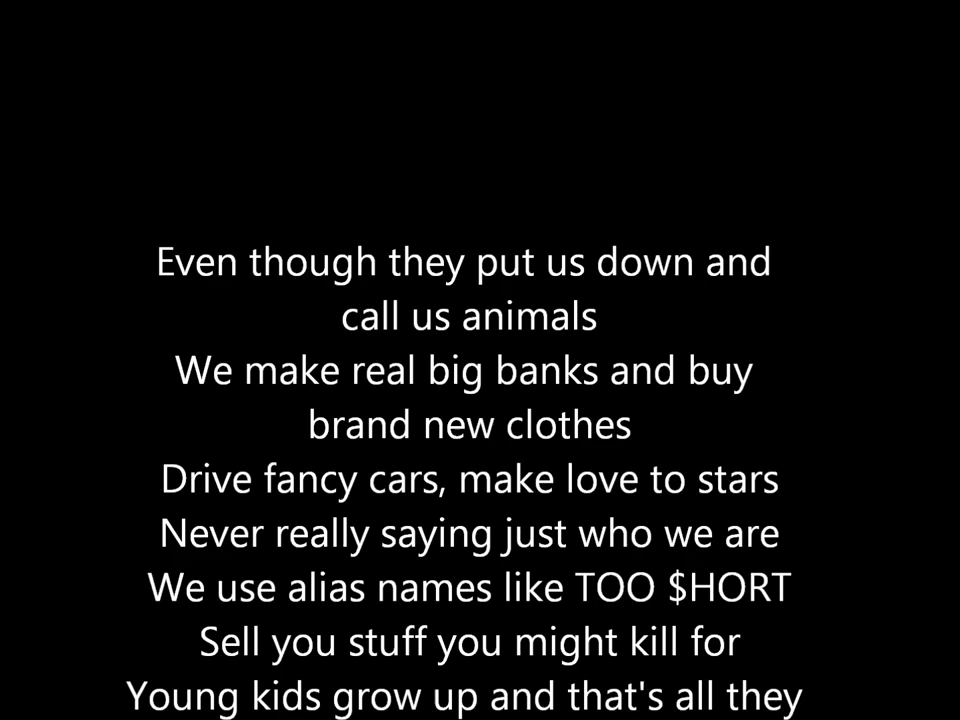 Even though they put us down and
call us animals
We make real big banks and buy
brand new clothes
Drive fancy cars, make love to stars
Never really saying just who we are
We use alias names like TOO $HORT
Sell you stuff you might kill for
Young kids grow up and that's all they